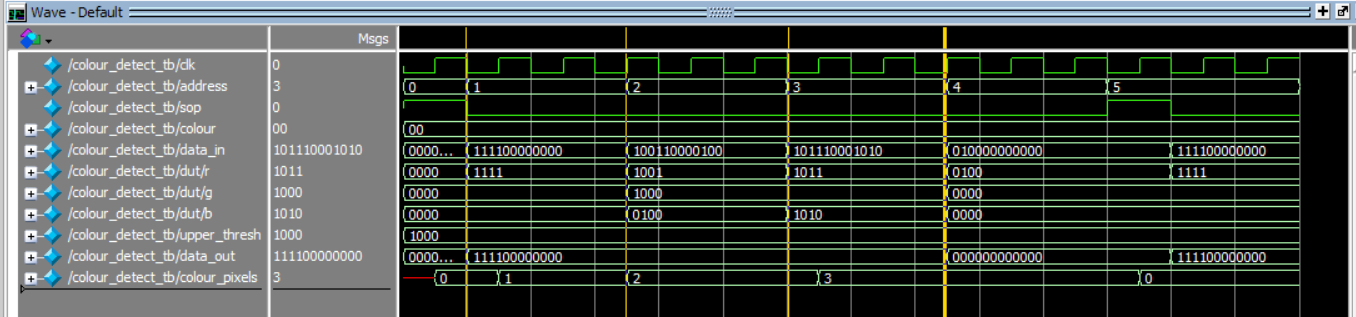 Wave - Default
Msgs
/colour_detect_tb/clk 0
/colour_detect_tb/address 3 0 1 2 3 4 5
/colour_detect_tb/sop 0
/colour_detect_tb/colour 00 00
/colour_detect_tb/data_in 101110001010 0000... 111100000000 100110000100 101110001010 010000000000 111100000000
/colour_detect_tb/dut/r 1011 0000 1111 1001 1011 0100 1111
/colour_detect_tb/dut/g 1000 0000 1000 0000
/colour_detect_tb/dut/b 1010 0000 0100 1010 0000
/colour_detect_tb/upper_thresh 1000 1000
/colour_detect_tb/data_out 111100000000 0000... 111100000000 000000000000 111100000000
/colour_detect_tb/colour_pixels 3 0 1 2 3 0